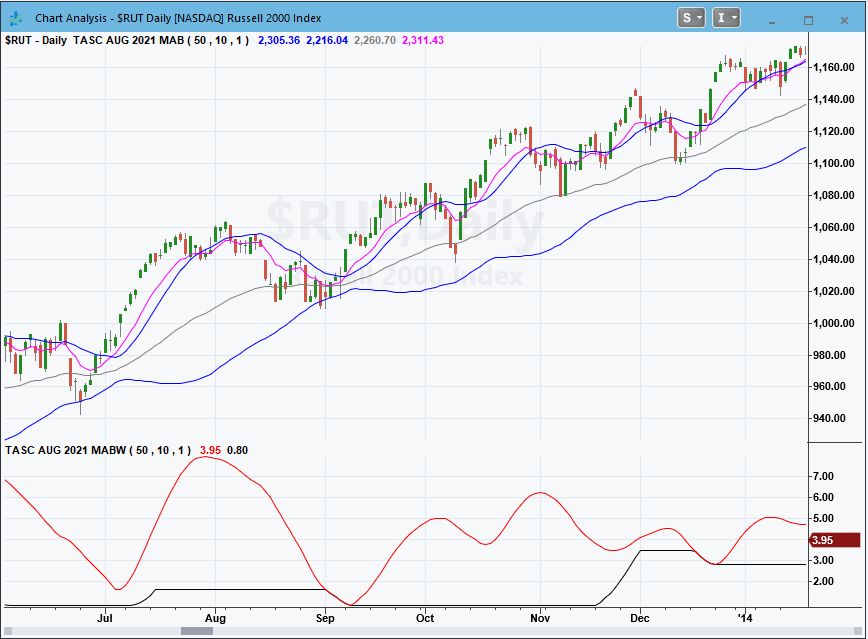 Chart Analysis - $RUT Daily [NASDAQ] Russell 2000 Index
S I
$RUT - Daily TASC AUG 2021 MAB ( 50 , 10 , 1 ) 2,305.36 2,216.04 2,260.70 2,311.43
1,160.00
1,140.00
1,120.00
1,100.00
1,080.00
$RUT,Daily
1,060.00
1,040.00
Russell 2000 Index
1,020.00
1,000.00
980.00
960.00
940.00
TASC AUG 2021 MABW ( 50 , 10 , 1 ) 3.95 0.80
7.00
6.00
5.00
3.95
3.00
2.00
Jul Aug Sep Oct Nov Dec '14